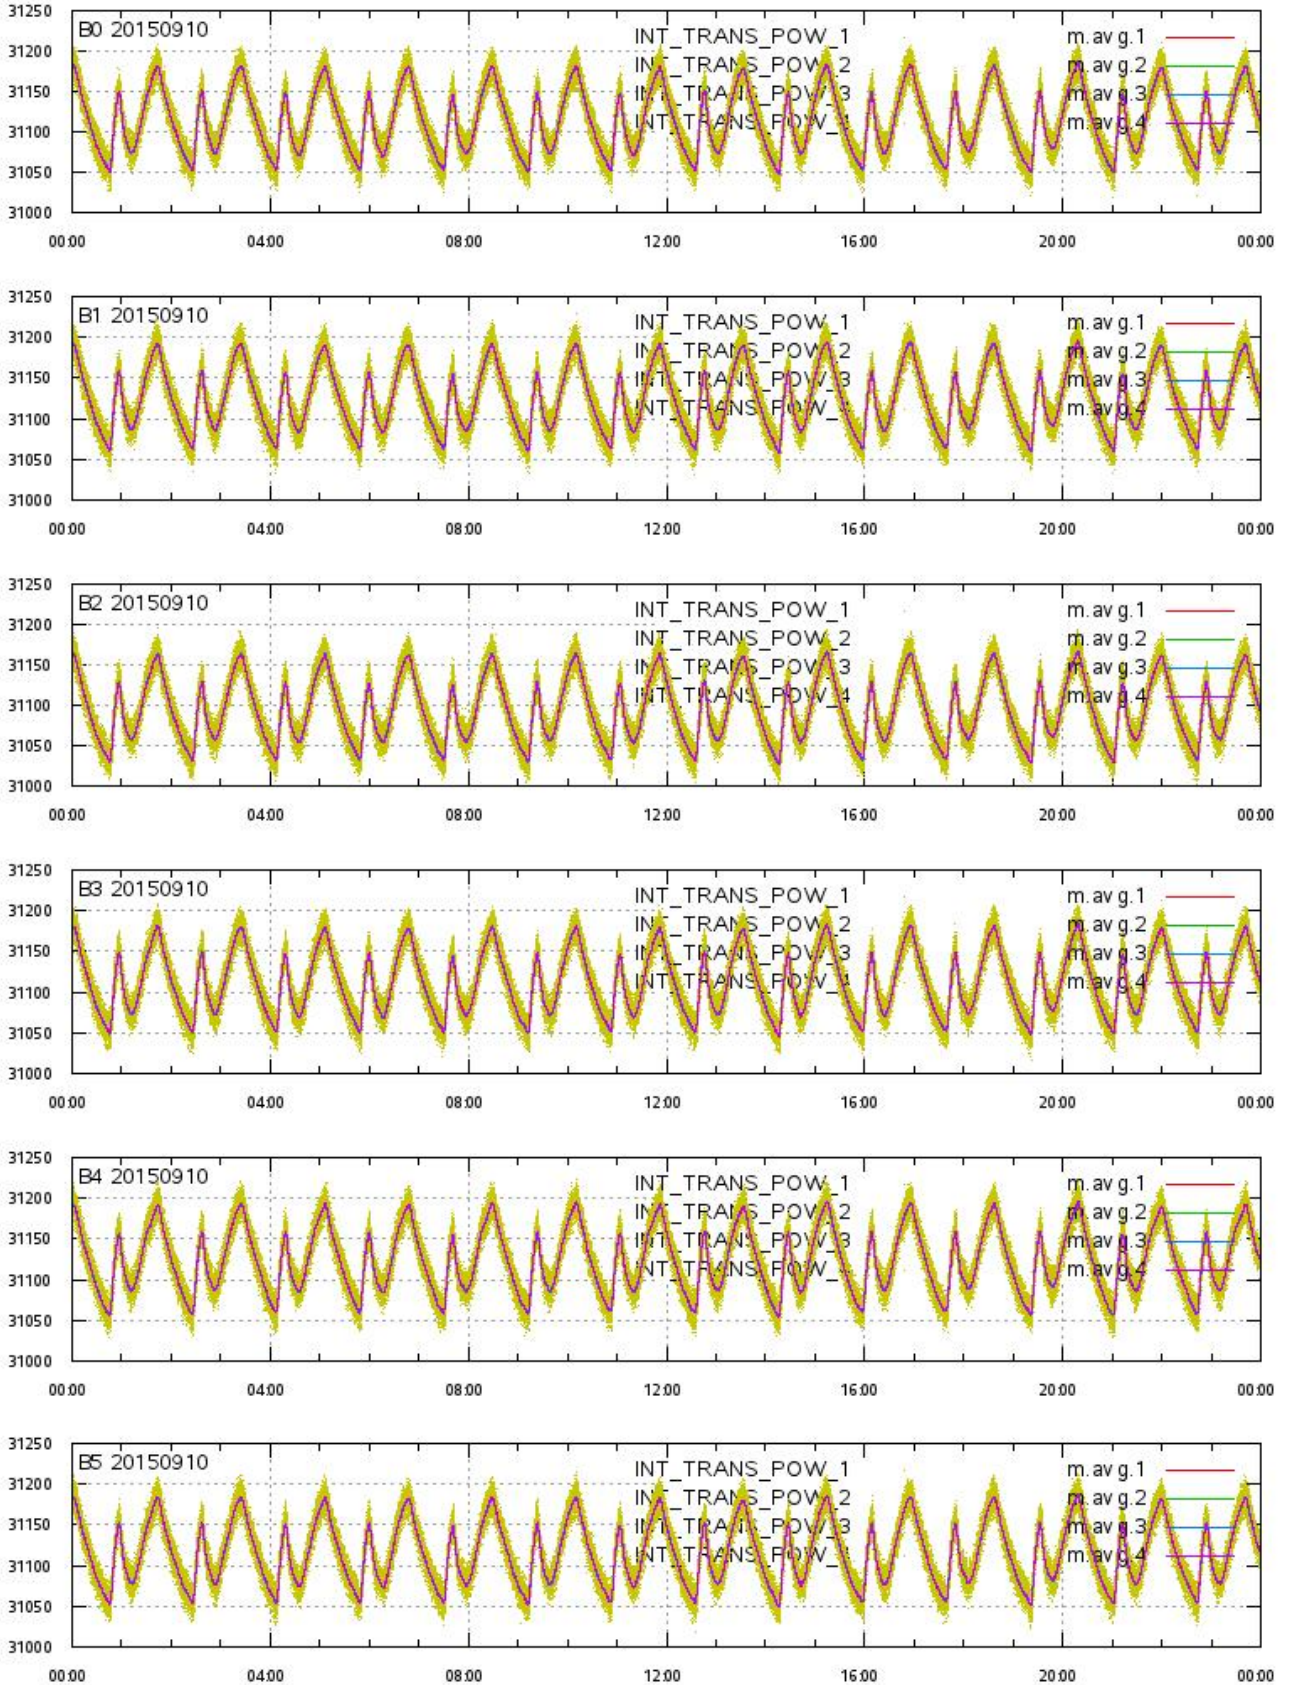 31250
B0 20150910 INT_TRANS_POW_1 m.avg.1
31200
INT_TRANS_POW_2 m.avg.2
31150
INT_TRANS_POW_3 m.avg.3
31100
INT_TRANS_POW_4 m.avg.4
31050
31000
00:00 04:00 08:00 12:00 16:00 20:00 00:00
31250
B1 20150910 INT_TRANS_POW_1 m.avg.1
31200
INT_TRANS_POW_2 m.avg.2
31150
INT_TRANS_POW_3 m.avg.3
31100
INT_TRANS_POW_4 m.avg.4
31050
31000
00:00 04:00 08:00 12:00 16:00 20:00 00:00
31250
B2 20150910 INT_TRANS_POW_1 m.avg.1
31200
INT_TRANS_POW_2 m.avg.2
31150
INT_TRANS_POW_3 m.avg.3
31100
INT_TRANS_POW_4 m.avg.4
31050
31000
00:00 04:00 08:00 12:00 16:00 20:00 00:00
31250
B3 20150910 INT_TRANS_POW_1 m.avg.1
31200
INT_TRANS_POW_2 m.avg.2
31150
INT_TRANS_POW_3 m.avg.3
31100
INT_TRANS_POW_4 m.avg.4
31050
31000
00:00 04:00 08:00 12:00 16:00 20:00 00:00
31250
B4 20150910 INT_TRANS_POW_1 m.avg.1
31200
INT_TRANS_POW_2 m.avg.2
31150
INT_TRANS_POW_3 m.avg.3
31100
INT_TRANS_POW_4 m.avg.4
31050
31000
00:00 04:00 08:00 12:00 16:00 20:00 00:00
31250
B5 20150910 INT_TRANS_POW_1 m.avg.1
31200
INT_TRANS_POW_2 m.avg.2
31150
INT_TRANS_POW_3 m.avg.3
31100
INT_TRANS_POW_4 m.avg.4
31050
31000
00:00 04:00 08:00 12:00 16:00 20:00 00:00